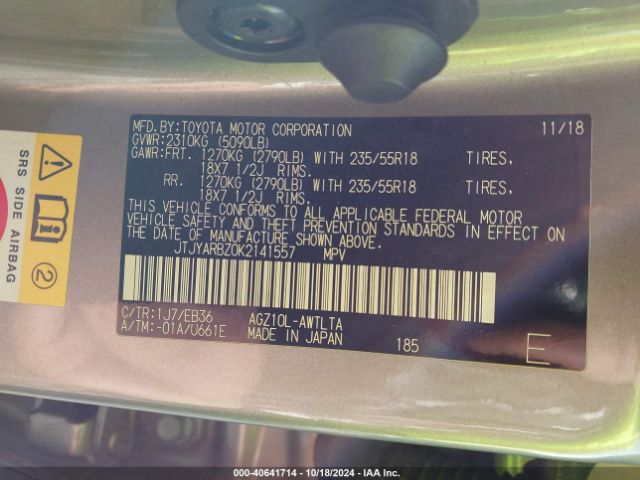 MFD.BY:TOYOTA MOTOR CORPORATION 11/18
GVWR:2310KG (5090LB)
GAWR:FRT. 1270KG (2790LB) WITH 235/55R18 TIRES,
18X7 1/2J RIMS.
RR. 1270KG (2790LB) WITH 235/55R18 TIRES,
18X7 1/2J RIMS.
THIS VEHICLE CONFORMS TO ALL APPLICABLE FEDERAL MOTOR
VEHICLE SAFETY AND THEFT PREVENTION STANDARDS IN EFFECT ON
THE DATE OF MANUFACTURE SHOWN ABOVE.
JTJYARBZ0K2141557 MPV
C/TR:1J7/EB36 AGZ10L-AWTLTA
A/TM:-01A/U661E MADE IN JAPAN 185 E
SRS SIDE AIRBAG
2
000-40641714 - 10/18/2024 - IAA Inc.